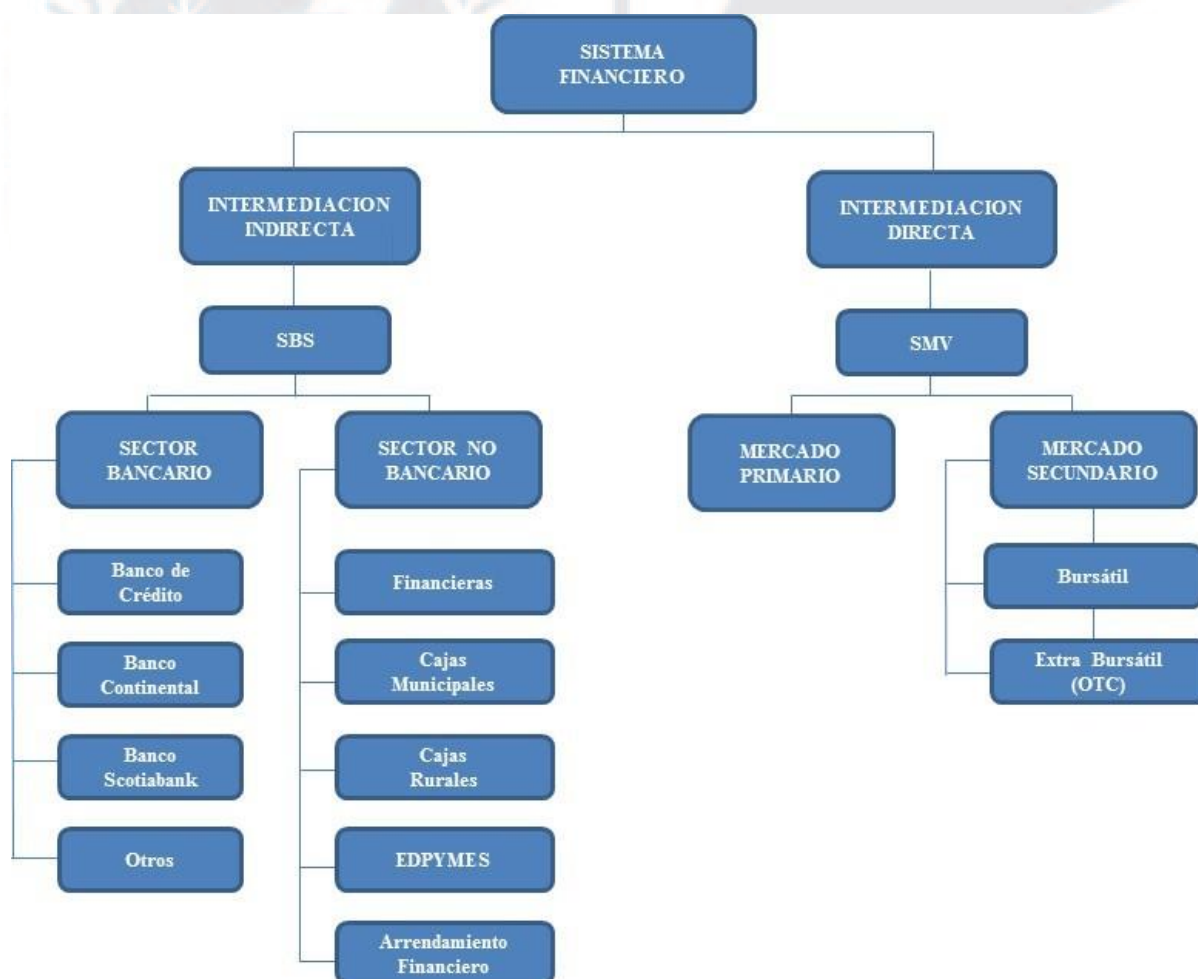 SISTEMA
FINANCIERO
INTERMEDIACION
INDIRECTA
INTERMEDIACION
DIRECTA
SBS
SMV
SECTOR
BANCARIO
SECTOR NO
BANCARIO
MERCADO
PRIMARIO
MERCADO
SECUNDARIO
Banco de
Crédito
Financieras
Bursátil
Banco
Continental
Cajas
Municipales
Extra Bursátil
(OTC)
Banco
Scotiabank
Cajas
Rurales
Otros
EDPYMES
Arrendamiento
Financiero